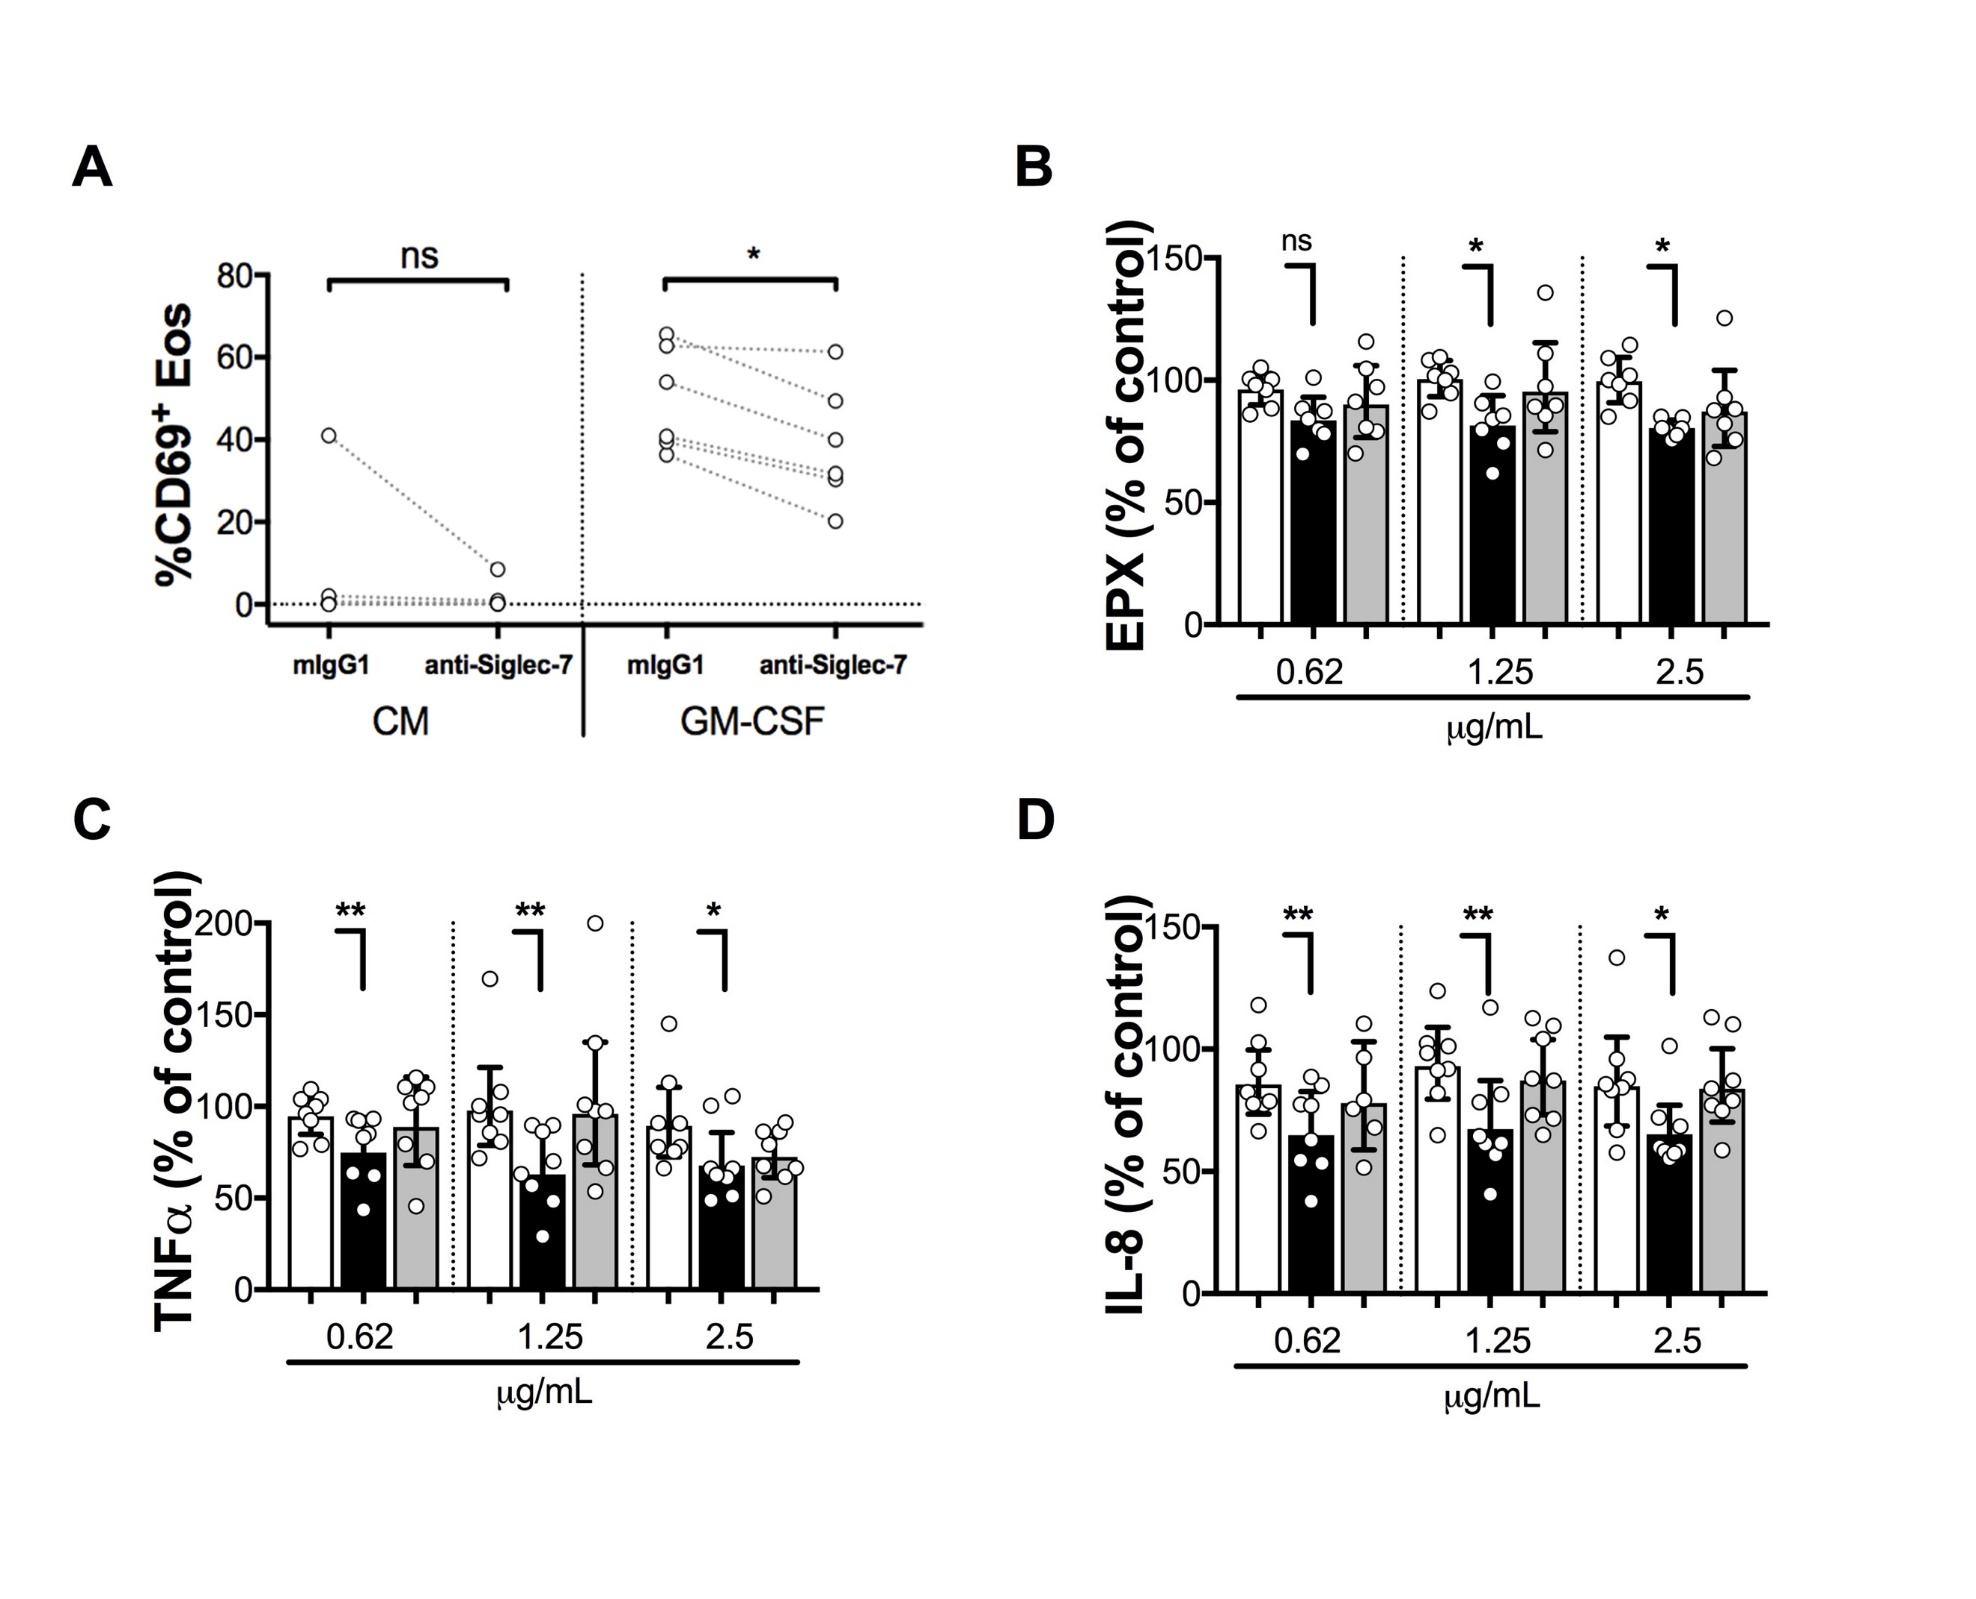 A
%CD69+ Eos
ns
*
80
60
40
20
0
mIgG1 anti-Siglec-7 mIgG1 anti-Siglec-7
CM GM-CSF
B
EPX (% of control)
ns * *
150
100
50
0
0.62 1.25 2.5
µg/mL
C
TNFα (% of control)
** ** *
200
150
100
50
0
0.62 1.25 2.5
µg/mL
D
IL-8 (% of control)
** ** *
150
100
50
0
0.62 1.25 2.5
µg/mL